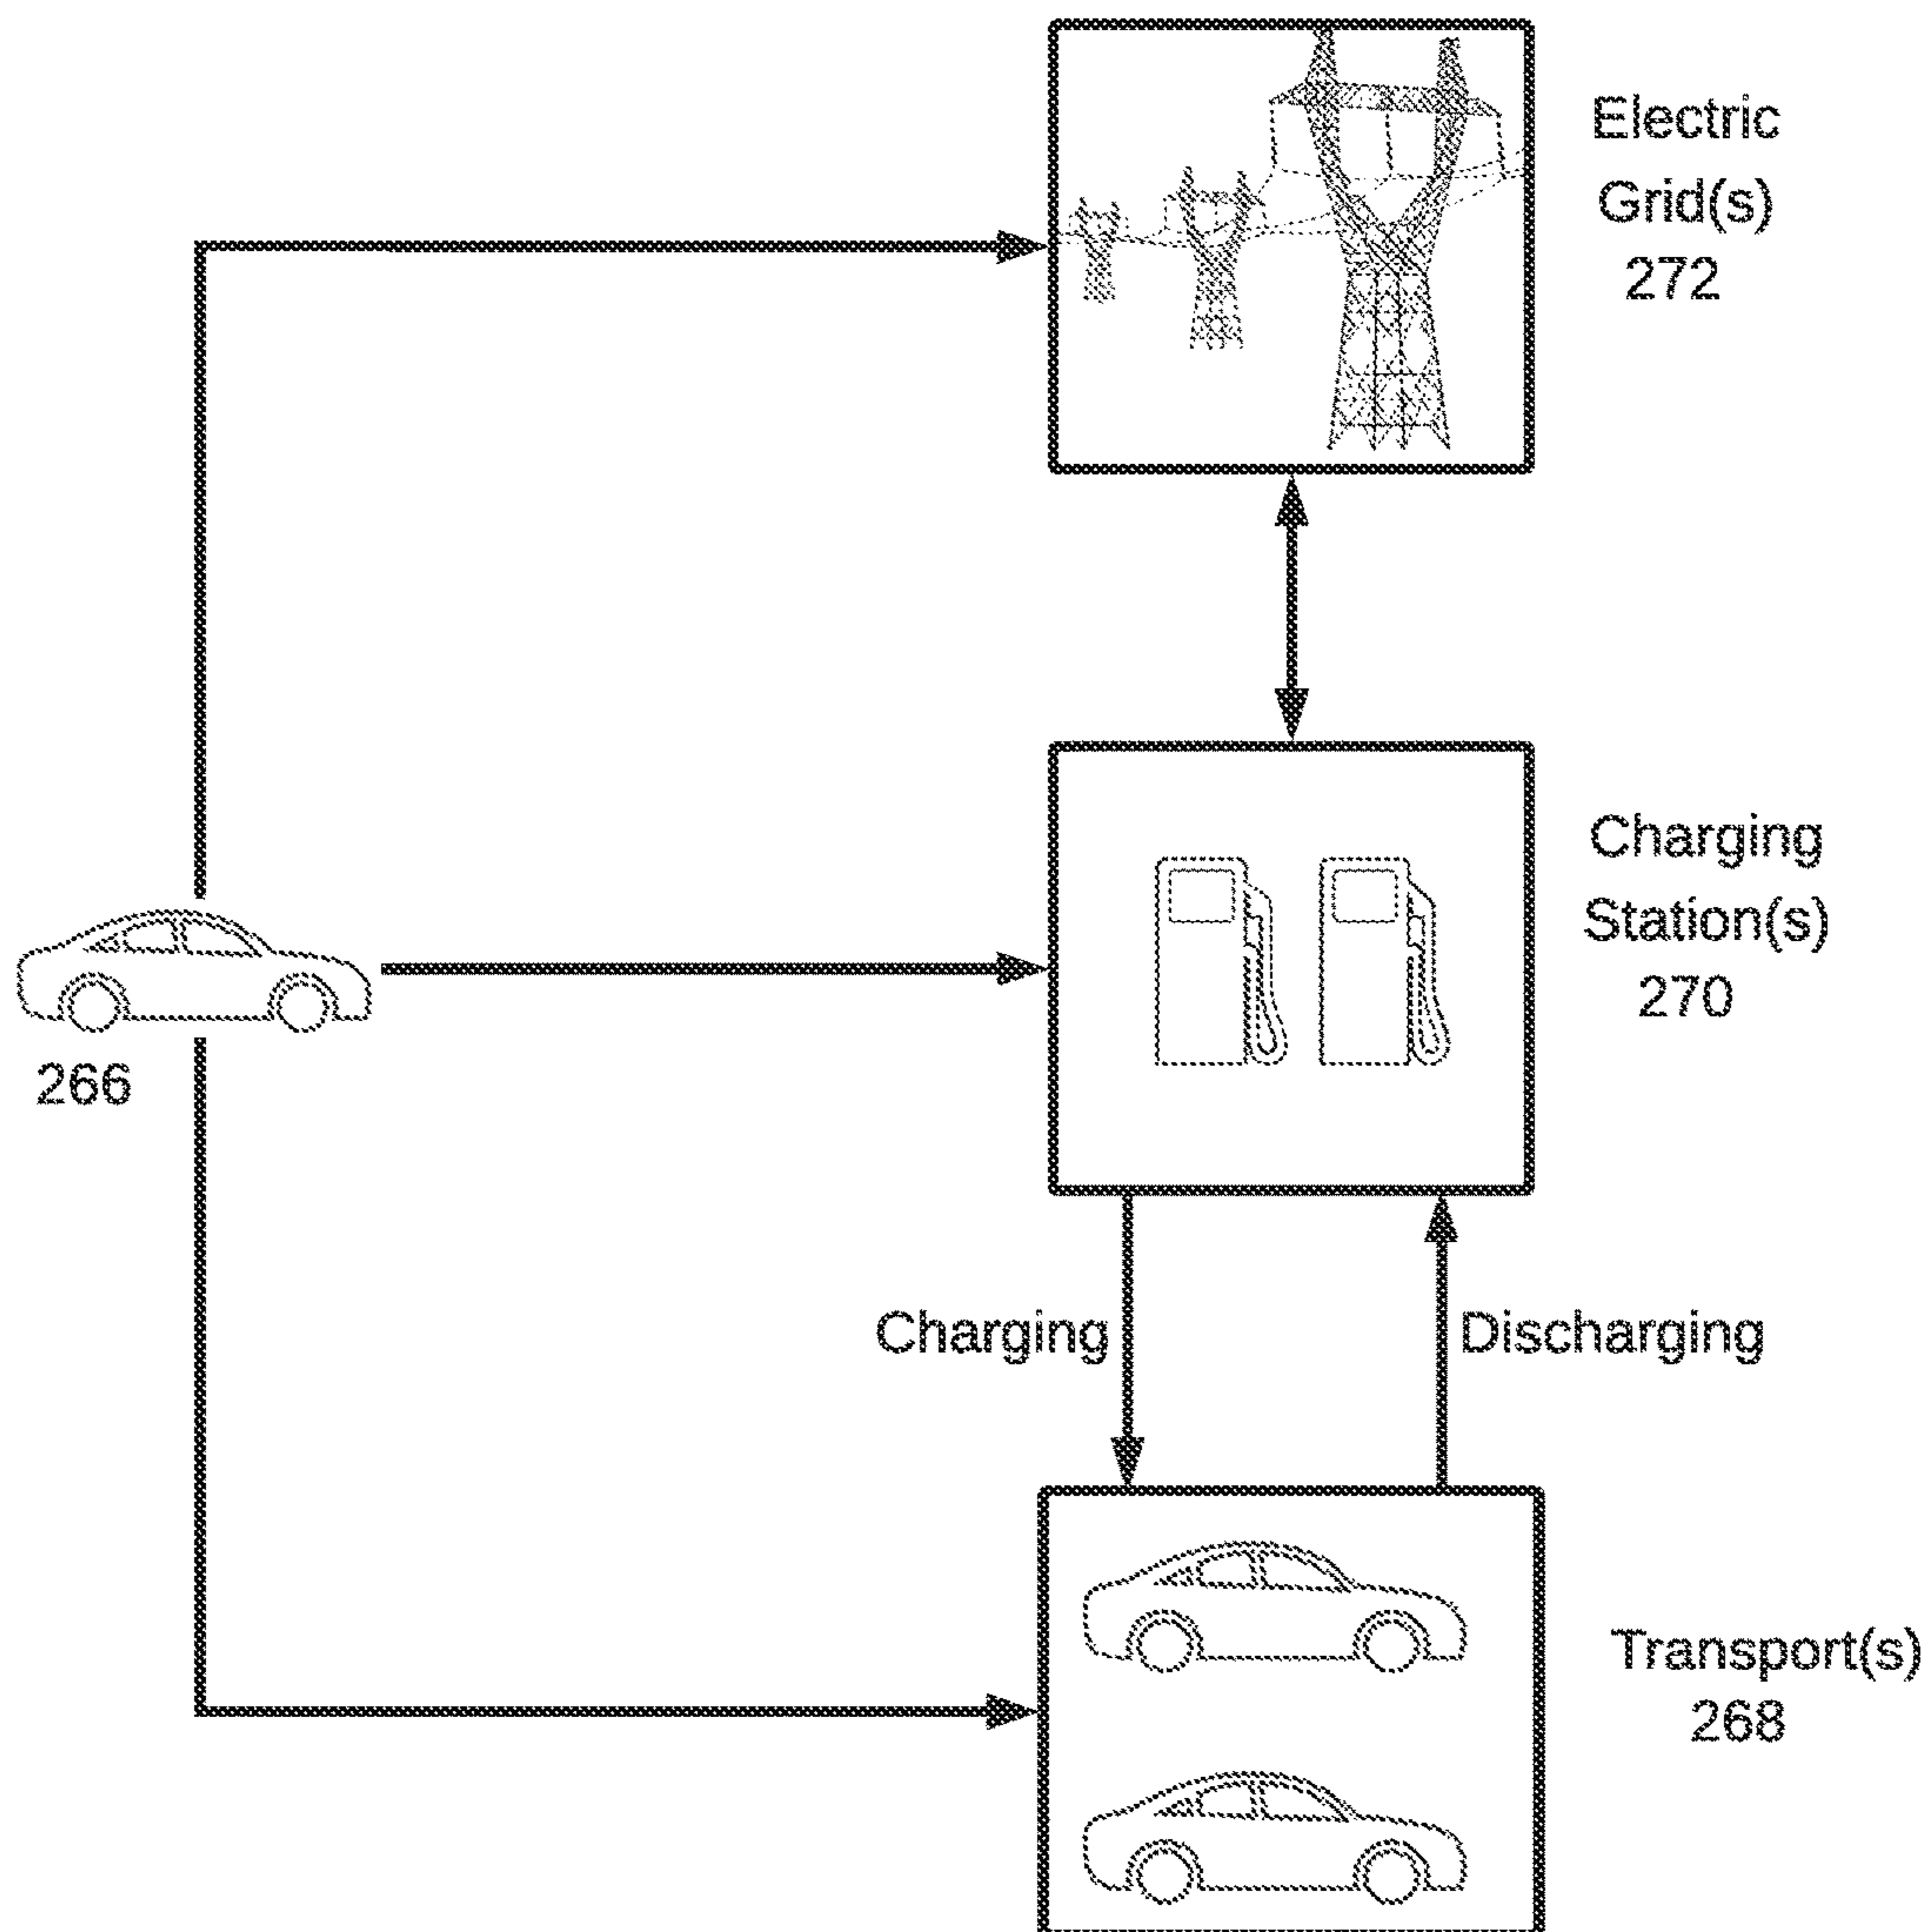 Electric
Grid(s)
272
Charging
Station(s)
270
266
Charging
Discharging
Transport(s)
268